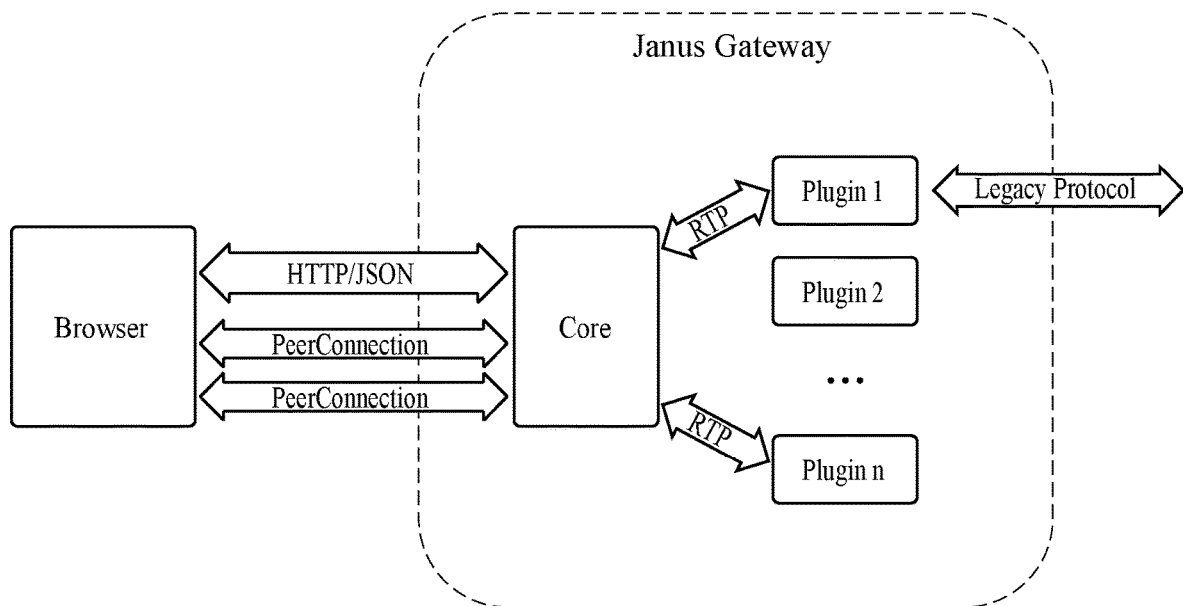 Janus Gateway
Plugin 1
Legacy Protocol
RTP
HTTP/JSON
Plugin 2
Browser
Core
PeerConnection
...
PeerConnection
RTP
Plugin n